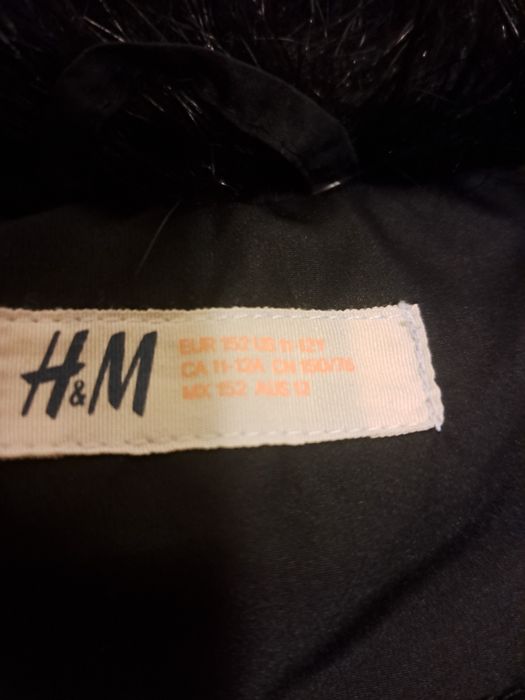 H&M
EUR 152 US 11-12Y
CA 11-12A CN 150/76
MX 152 AUS 12